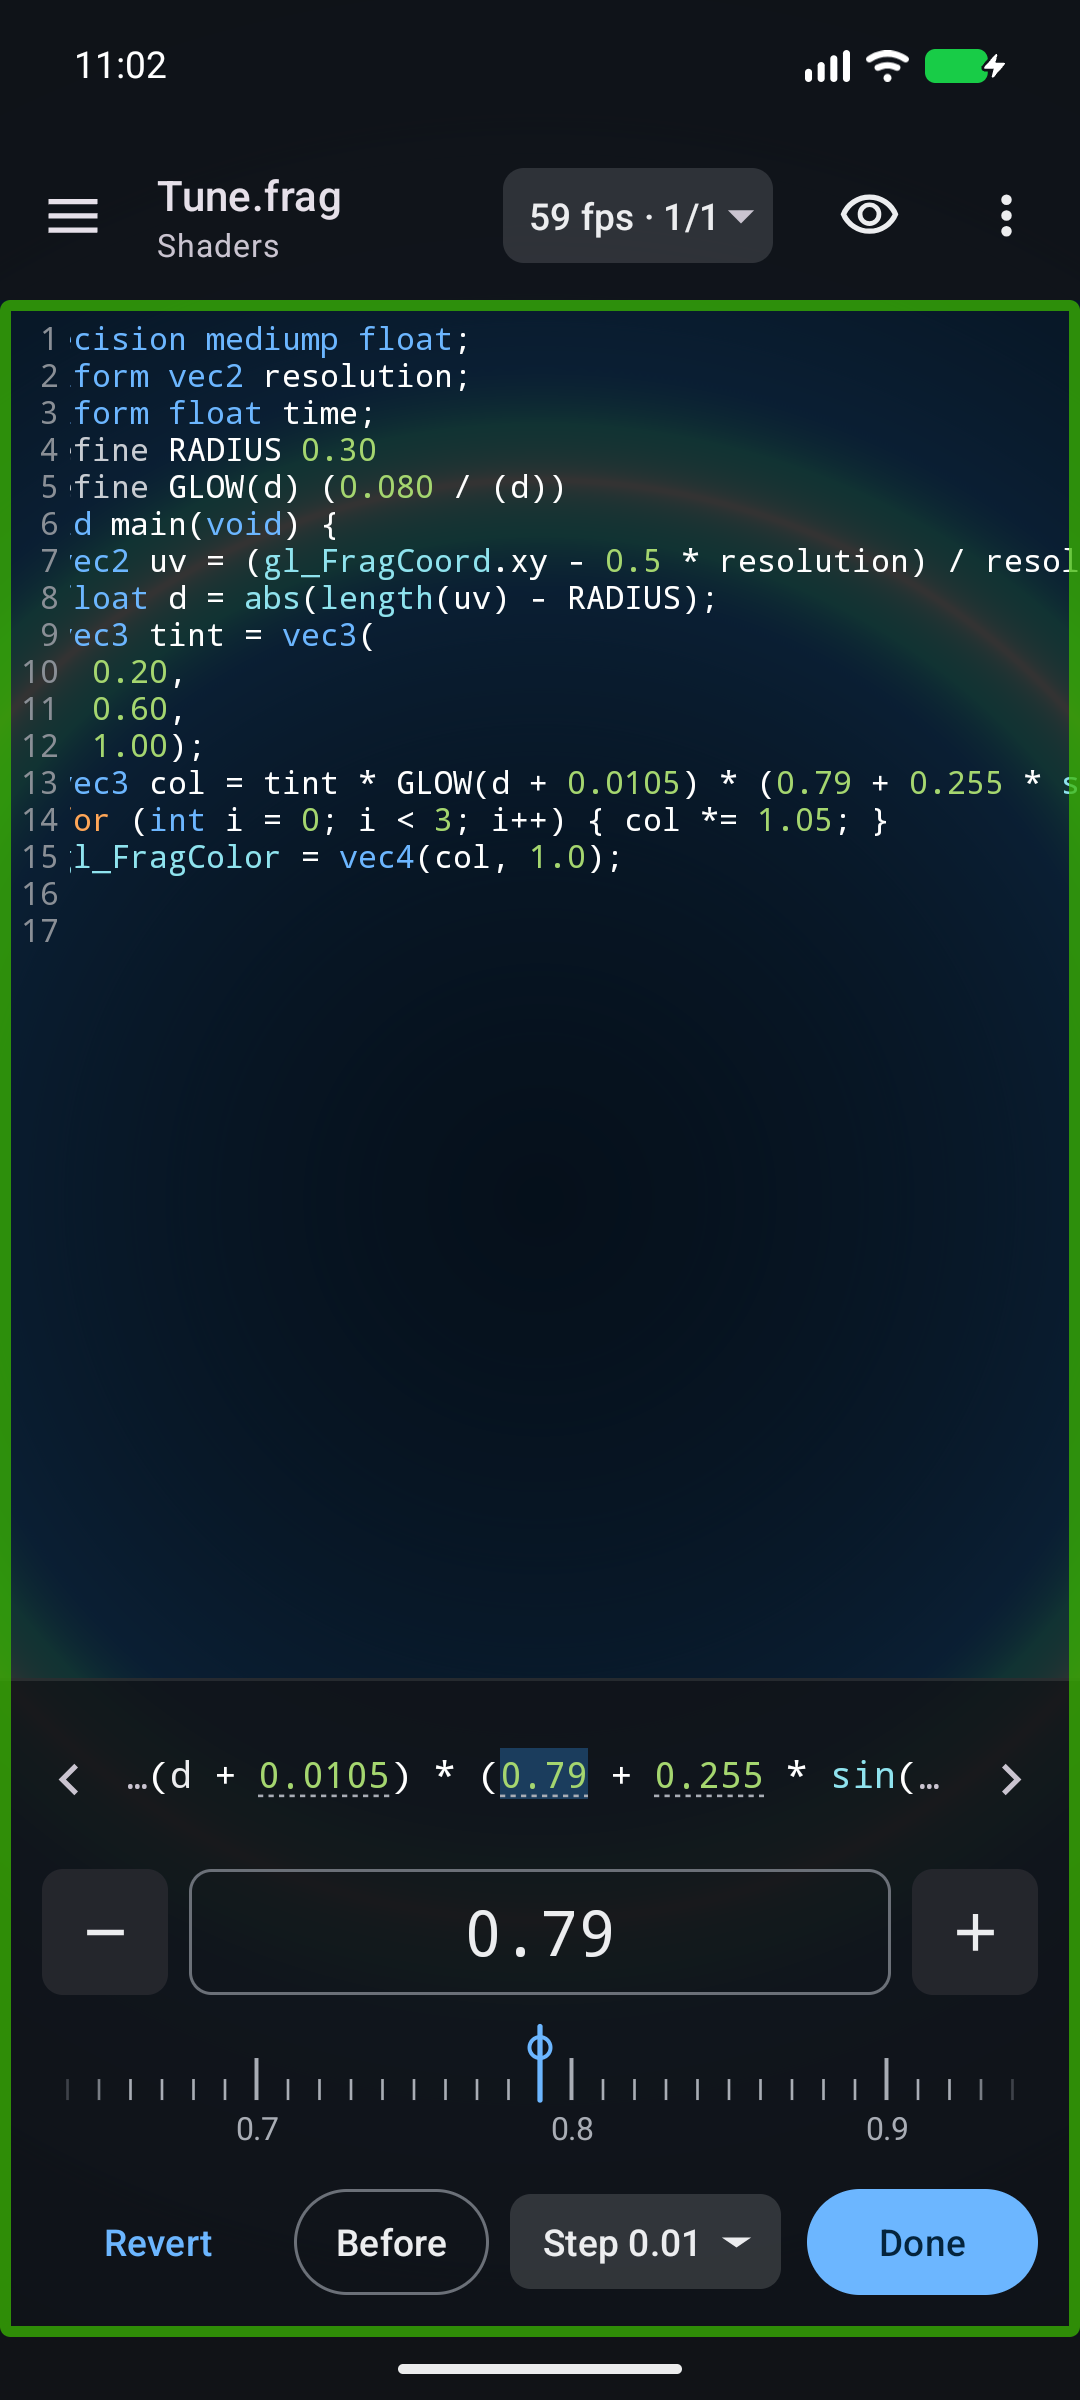 11:02
Tune.frag
Shaders
59 fps · 1/1
1 cision mediump float;
2 form vec2 resolution;
3 form float time;
4 fine RADIUS 0.30
5 fine GLOW(d) (0.080 / (d))
6 d main(void) {
7 ec2 uv = (gl_FragCoord.xy - 0.5 * resolution) / resol
8 loat d = abs(length(uv) - RADIUS);
9 ec3 tint = vec3(
10 0.20,
11 0.60,
12 1.00);
13 ec3 col = tint * GLOW(d + 0.0105) * (0.79 + 0.255 * s
14 or (int i = 0; i < 3; i++) { col *= 1.05; }
15 l_FragColor = vec4(col, 1.0);
16
17
…(d + 0.0105) * (0.79 + 0.255 * sin(…
− 0.79 +
0.7 0.8 0.9
Revert Before Step 0.01 Done